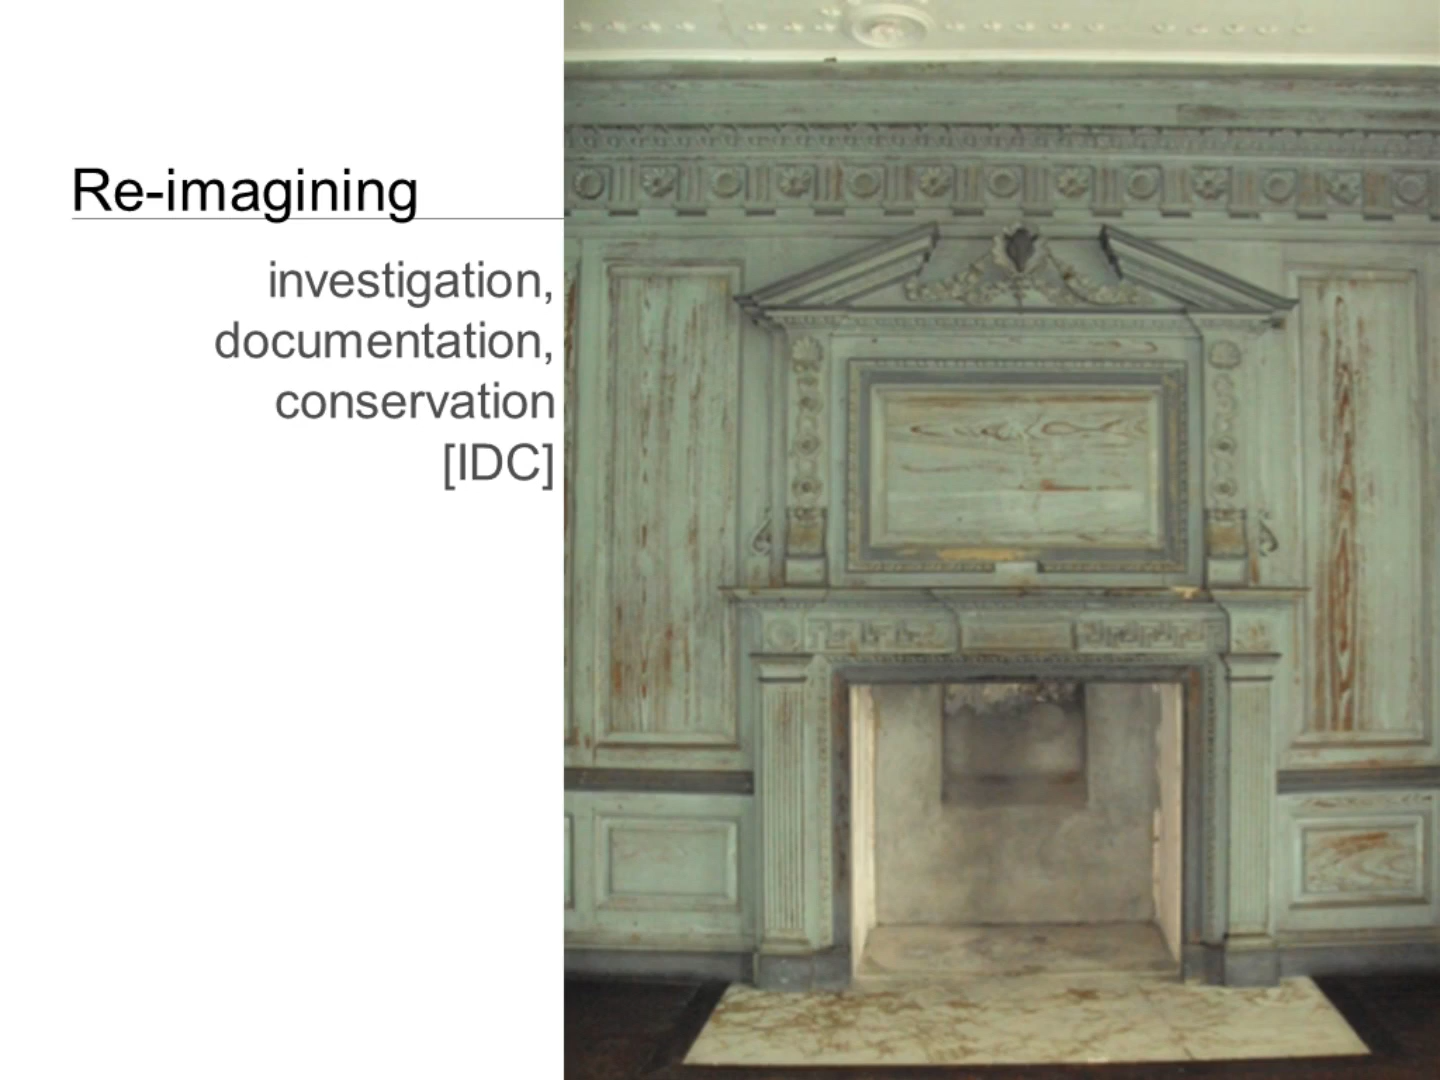 Re-imagining
investigation,
documentation,
conservation
[IDC]